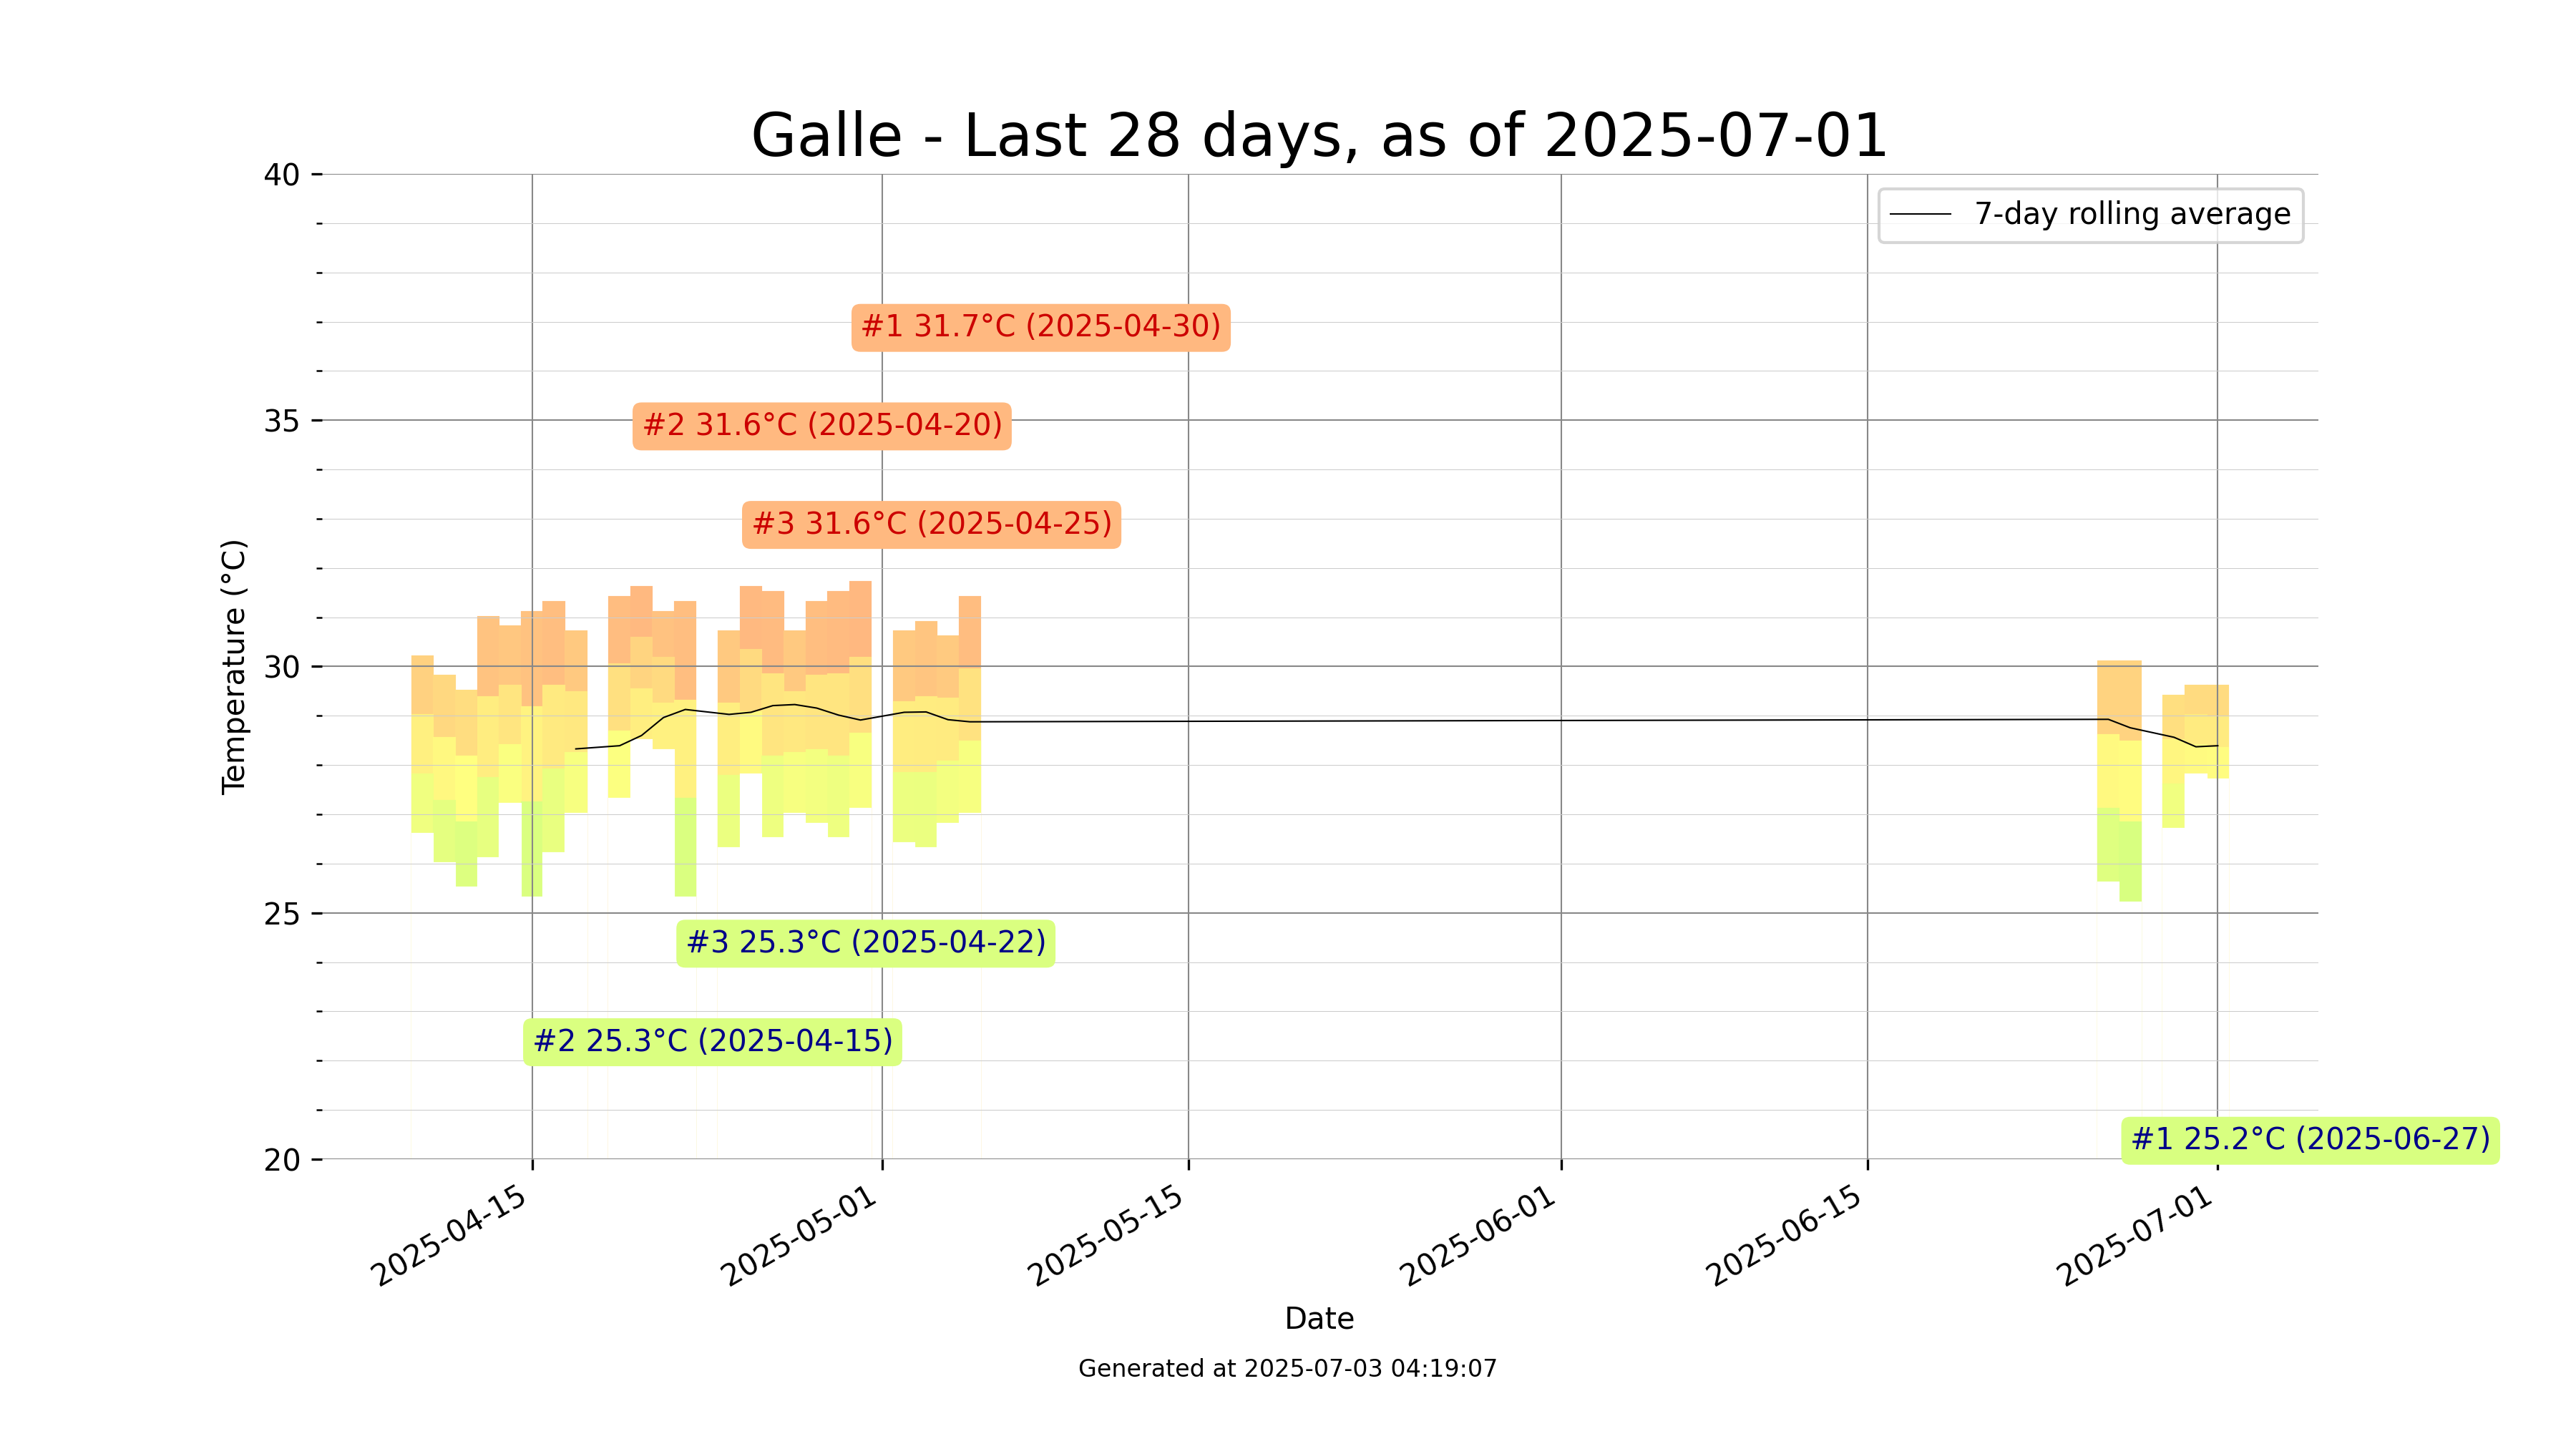 Galle - Last 28 days, as of 2025-07-01
40
7-day rolling average
#1 31.7°C (2025-04-30)
35
#2 31.6°C (2025-04-20)
#3 31.6°C (2025-04-25)
Temperature (°C)
30
25
#3 25.3°C (2025-04-22)
#2 25.3°C (2025-04-15)
#1 25.2°C (2025-06-27)
20
2025-04-15
2025-05-01
2025-05-15
2025-06-01
2025-06-15
2025-07-01
Date
Generated at 2025-07-03 04:19:07